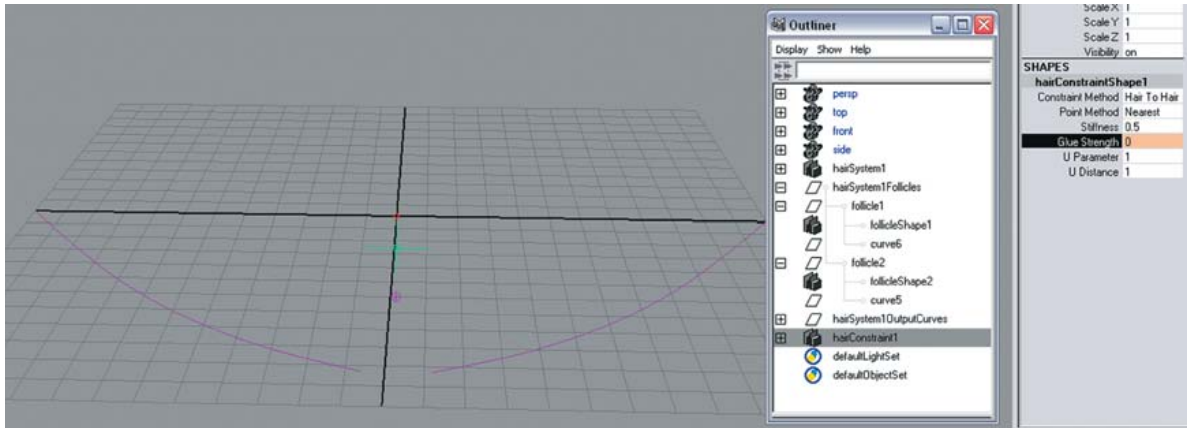 Outliner
Display Show Help
persp
top
front
side
hairSystem1
hairSystem1Follicles
follicle1
follicleShape1
curve6
follicle2
follicleShape2
curve5
hairSystem1OutputCurves
hairConstraint1
defaultLightSet
defaultObjectSet
Scale X 1
Scale Y 1
Scale Z 1
Visibility on
SHAPES
hairConstraintShape1
Constraint Method Hair To Hair
Point Method Nearest
Stiffness 0.5
Glue Strength 0
U Parameter 1
U Distance 1